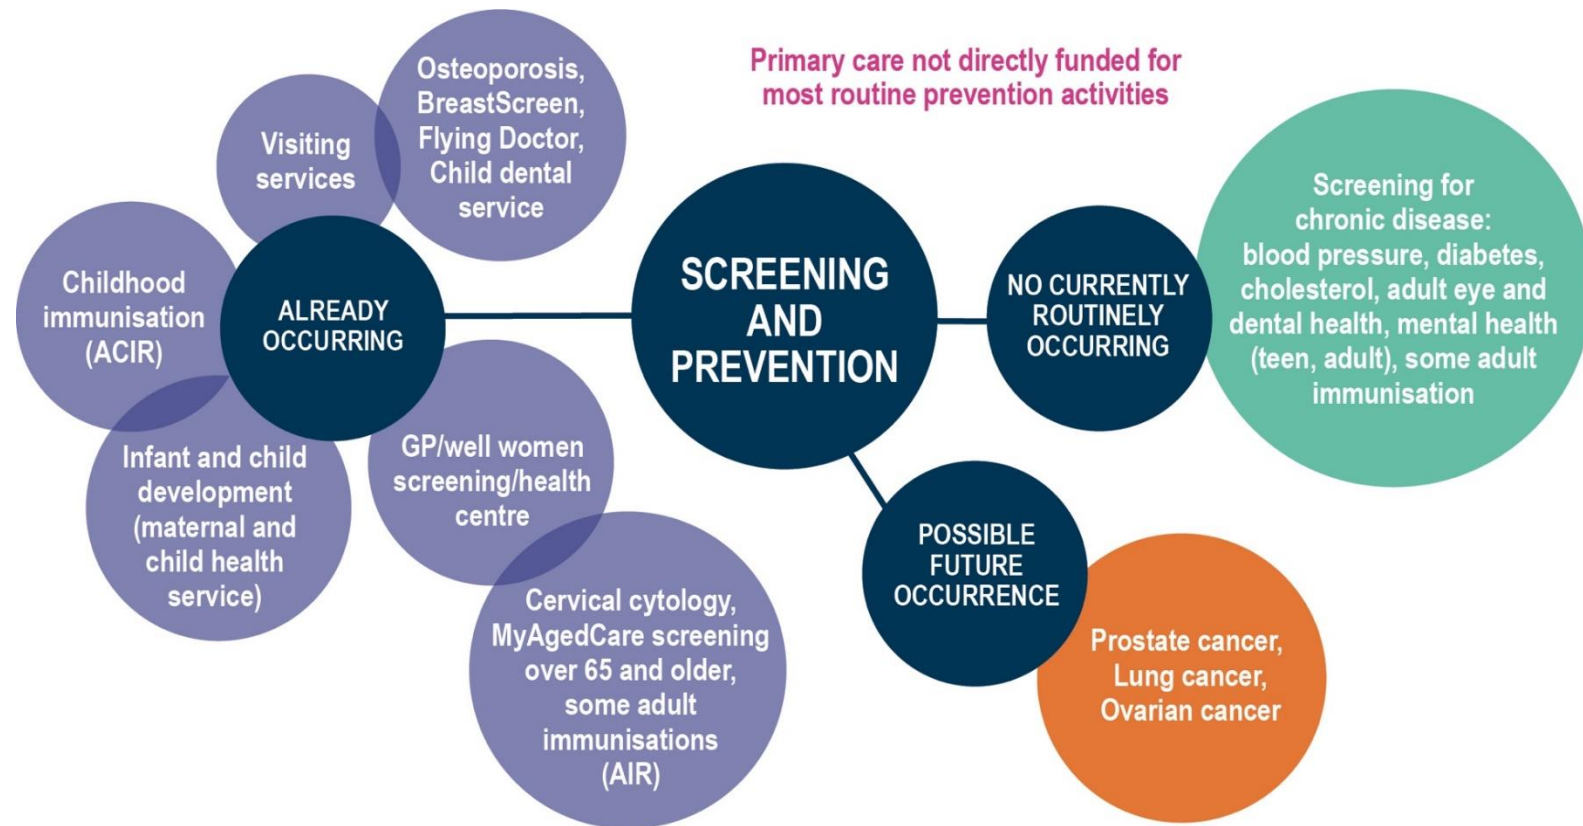 Primary care not directly funded for
most routine prevention activities
SCREENING
AND
PREVENTION
ALREADY
OCCURRING
Visiting
services
Osteoporosis,
BreastScreen,
Flying Doctor,
Child dental
service
Childhood
immunisation
(ACIR)
Infant and child
development
(maternal and
child health
service)
GP/well women
screening/health
centre
Cervical cytology,
MyAgedCare screening
over 65 and older,
some adult
immunisations
(AIR)
NO CURRENTLY
ROUTINELY
OCCURRING
Screening for
chronic disease:
blood pressure, diabetes,
cholesterol, adult eye and
dental health, mental health
(teen, adult), some adult
immunisation
POSSIBLE
FUTURE
OCCURRENCE
Prostate cancer,
Lung cancer,
Ovarian cancer